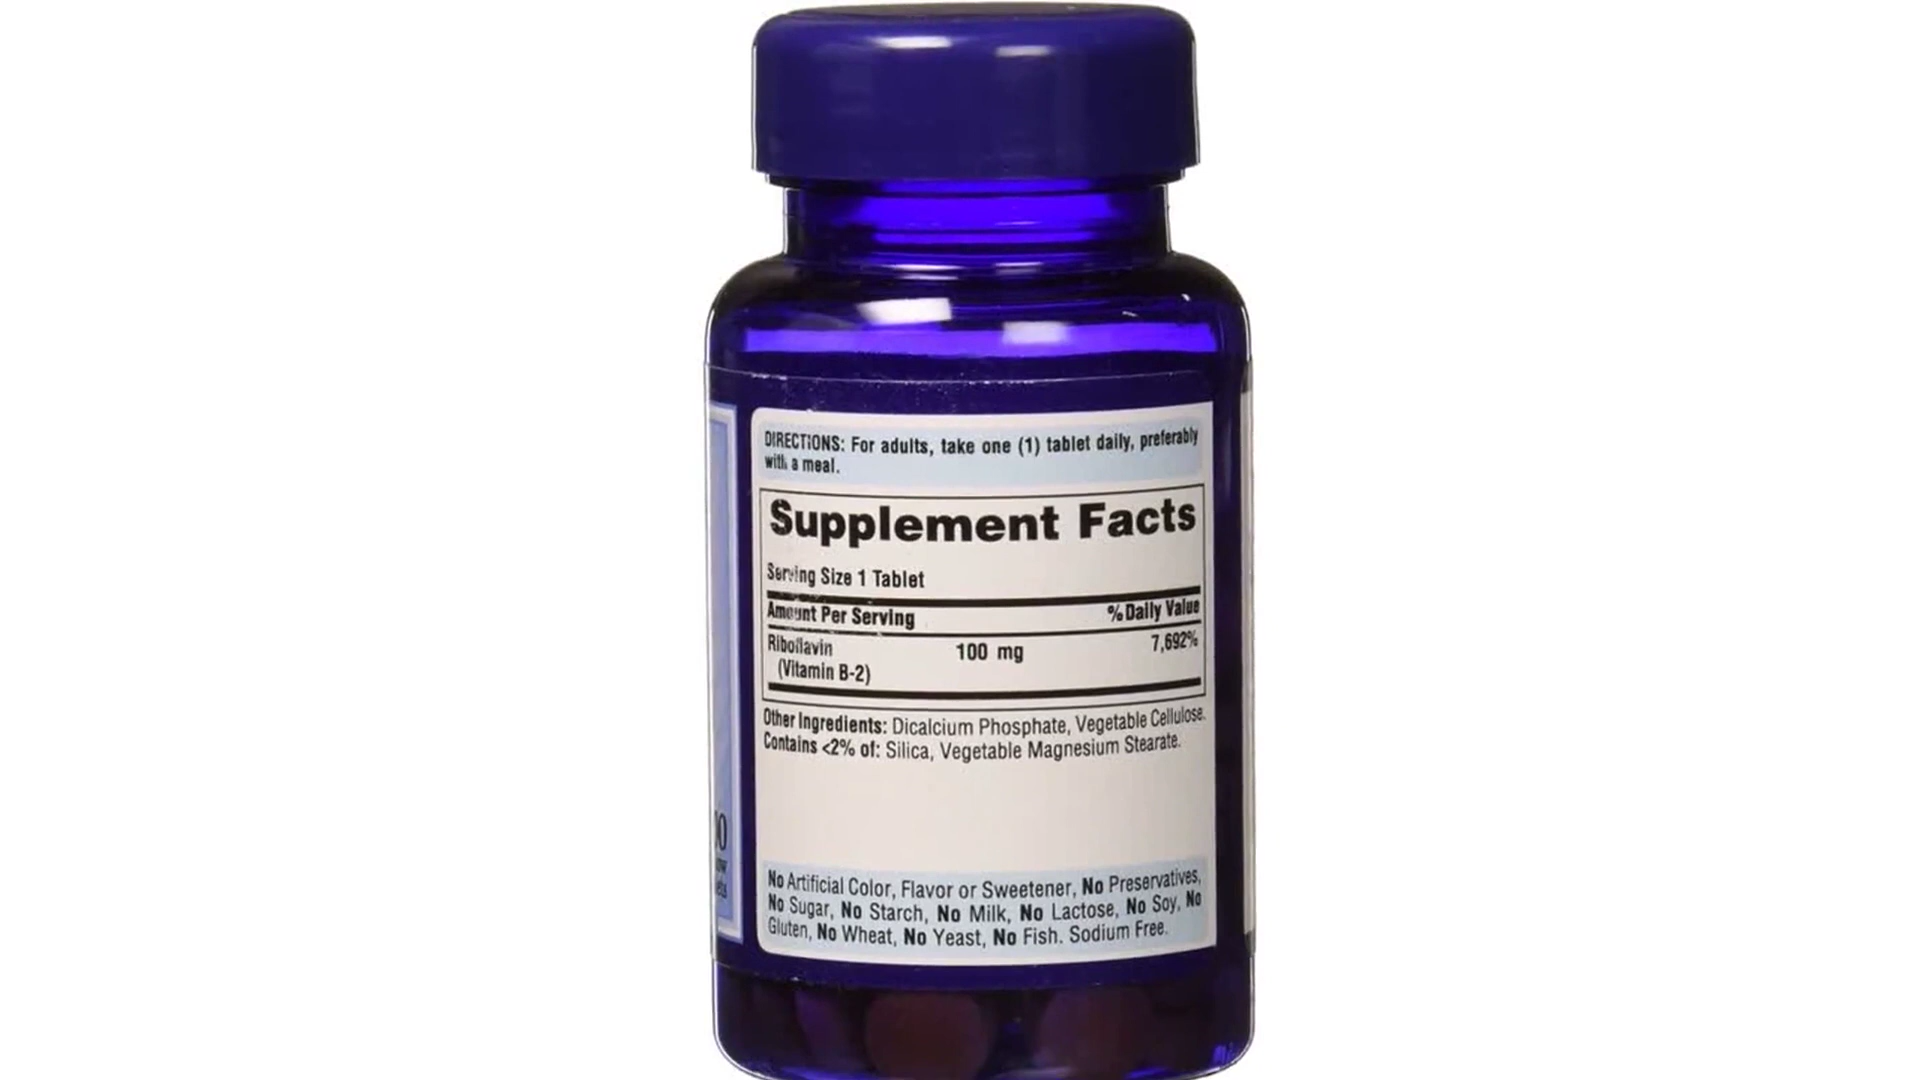 DIRECTIONS: For adults, take one (1) tablet daily, preferably
with a meal.
Supplement Facts
Serving Size 1 Tablet
Amount Per Serving % Daily Value
Riboflavin 100 mg 7,692%
(Vitamin B-2)
Other Ingredients: Dicalcium Phosphate, Vegetable Cellulose.
Contains <2% of: Silica, Vegetable Magnesium Stearate.
No Artificial Color, Flavor or Sweetener, No Preservatives,
No Sugar, No Starch, No Milk, No Lactose, No Soy, No
Gluten, No Wheat, No Yeast, No Fish. Sodium Free.